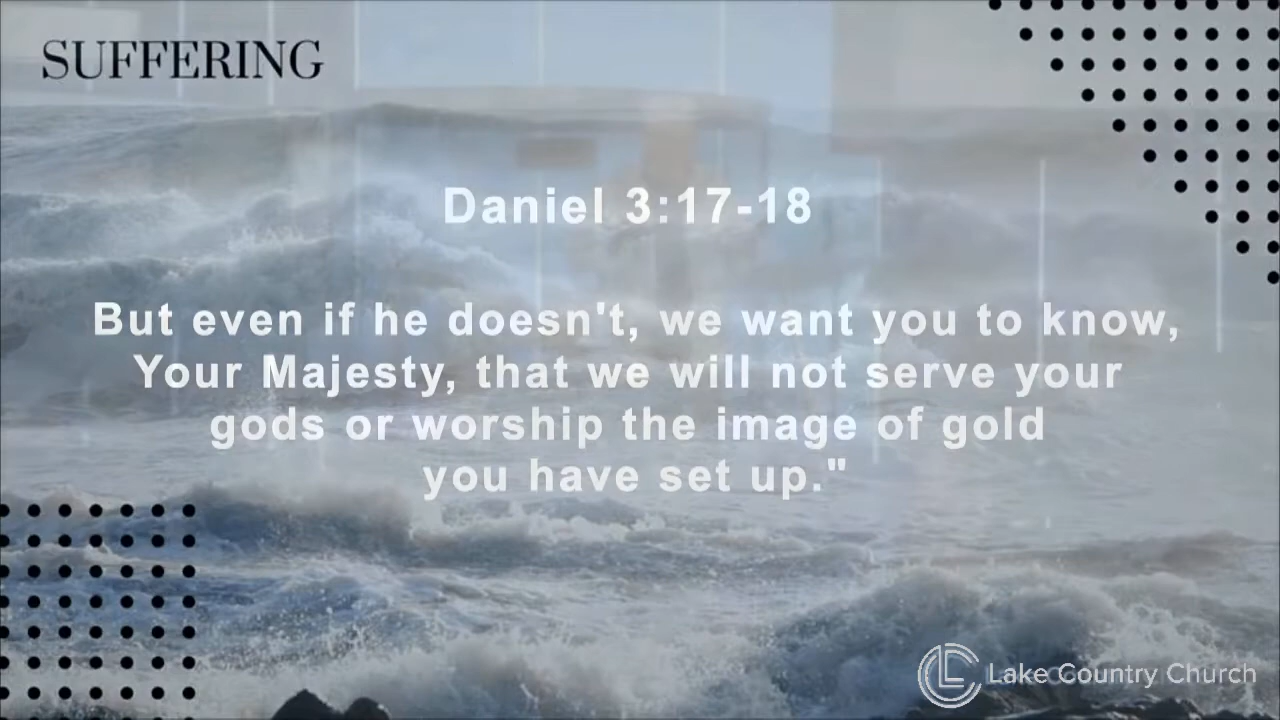 SUFFERING
Daniel 3:17-18
But even if he doesn't, we want you to know,
Your Majesty, that we will not serve your
gods or worship the image of gold
you have set up."
Lake Country Church